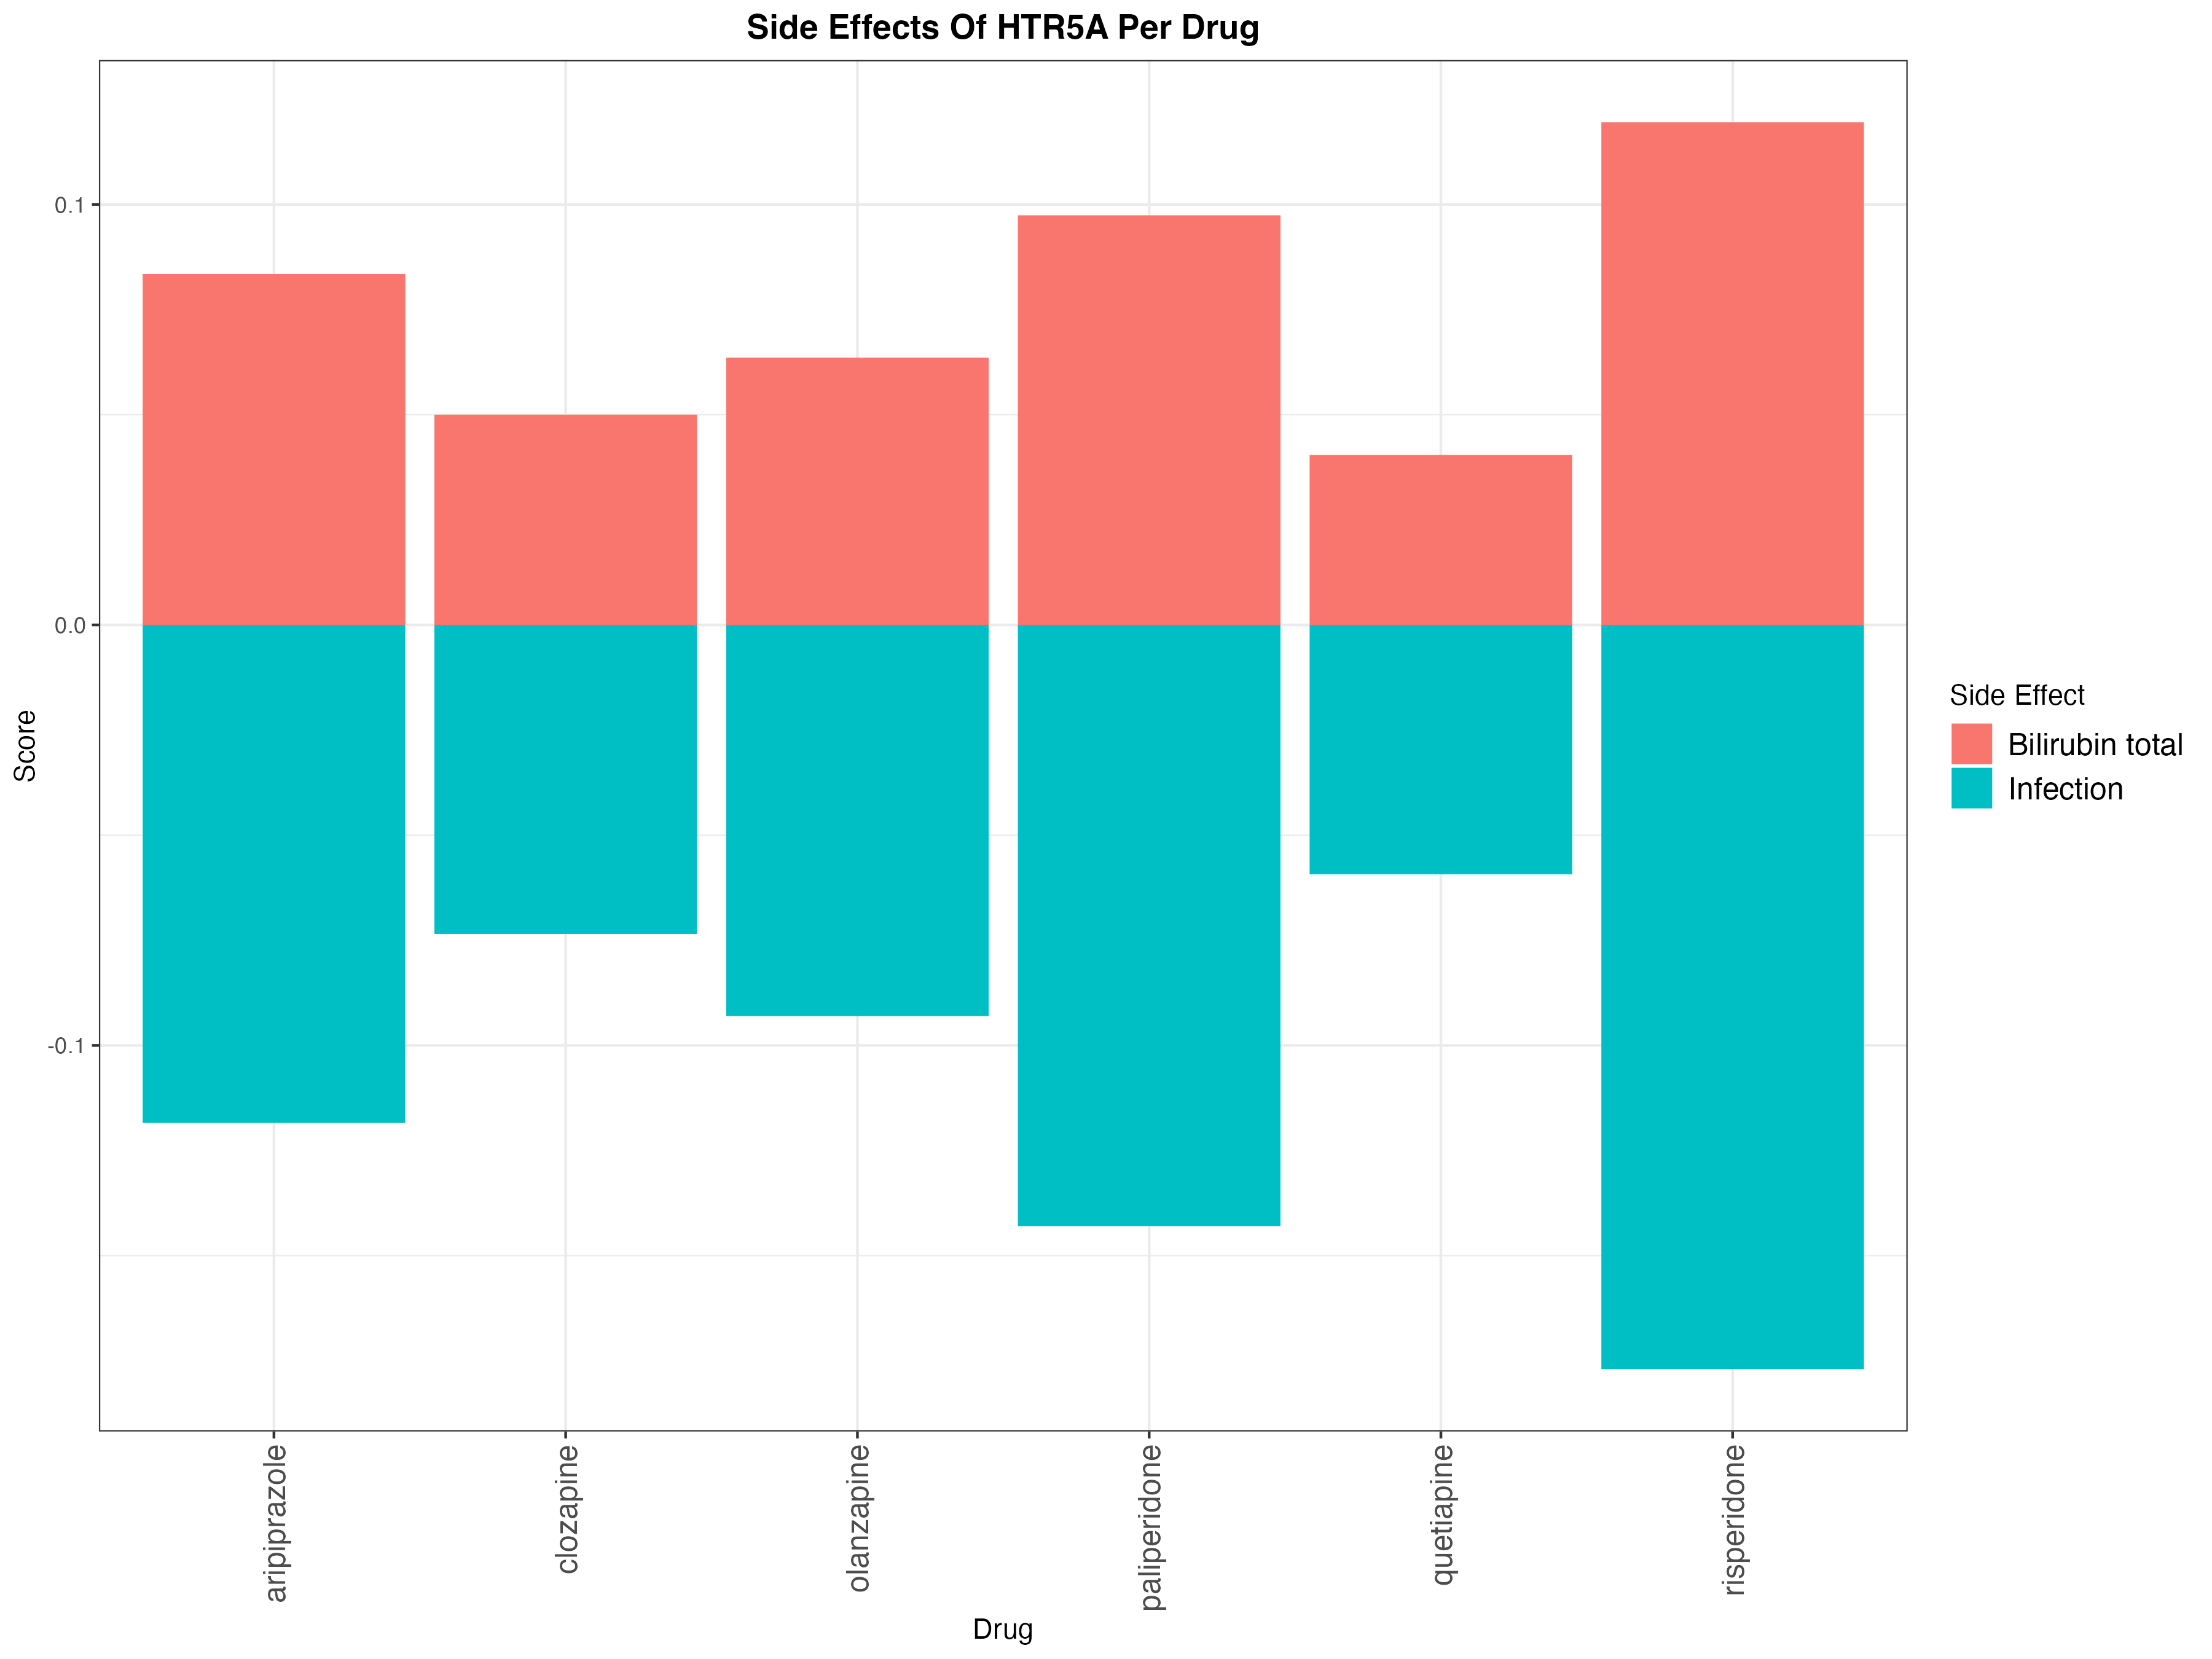 Side Effects Of HTR5A Per Drug
0.1
0.0
-0.1
Score
aripiprazole
clozapine
olanzapine
paliperidone
quetiapine
risperidone
Drug
Side Effect
Bilirubin total
Infection